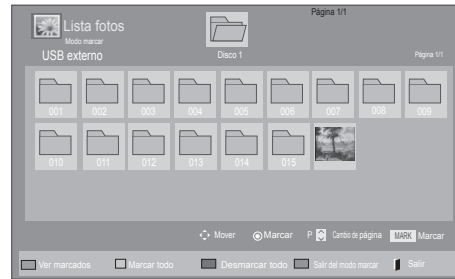 Página 1/1
Lista fotos
Modo marcar
USB externo
Disco 1
Página 1/1
001 002 003 004 005 006 007 008 009
010 011 012 013 014 015
Mover Marcar P Cambio de página MARK Marcar
Ver marcados Marcar todo Desmarcar todo Salir del modo marcar Salir